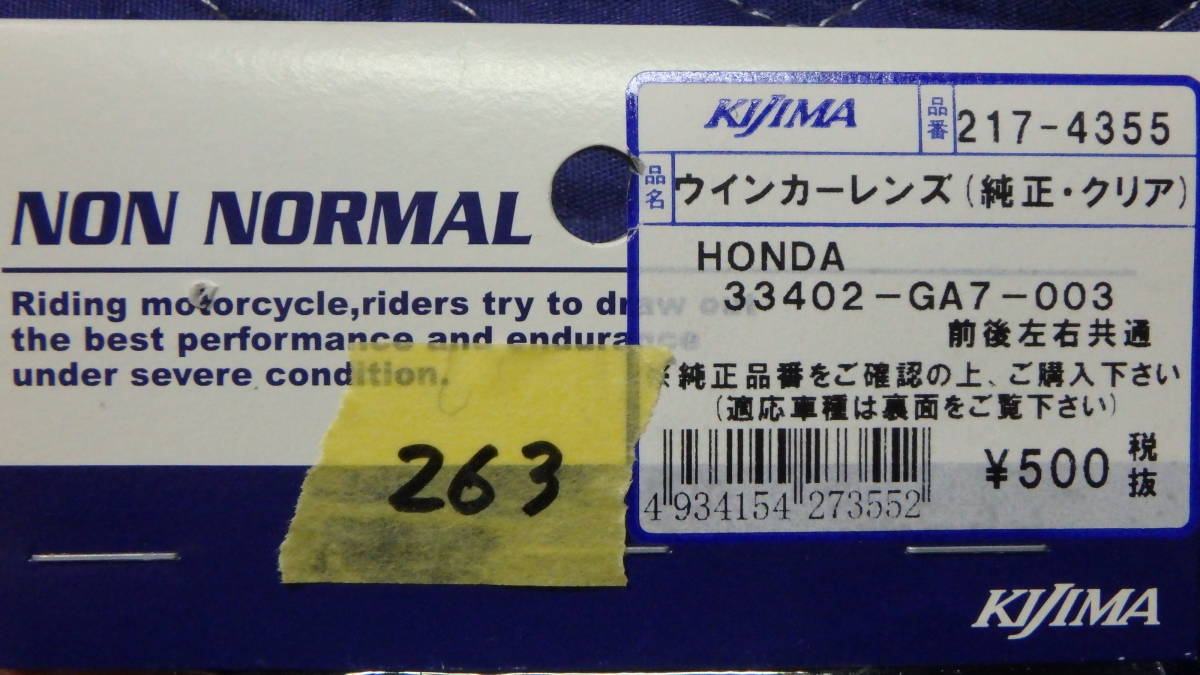 NON NORMAL
Riding motorcycle,riders try to draw out
the best performance and endurance
under severe condition.
263
KIJIMA 品番 217-4355
品名 ウインカーレンズ(純正・クリア)
HONDA
33402-GA7-003
前後左右共通
※純正品番をご確認の上、ご購入下さい
(適応車種は裏面をご覧下さい)
¥500 税抜
4 934154 273552
KIJIMA